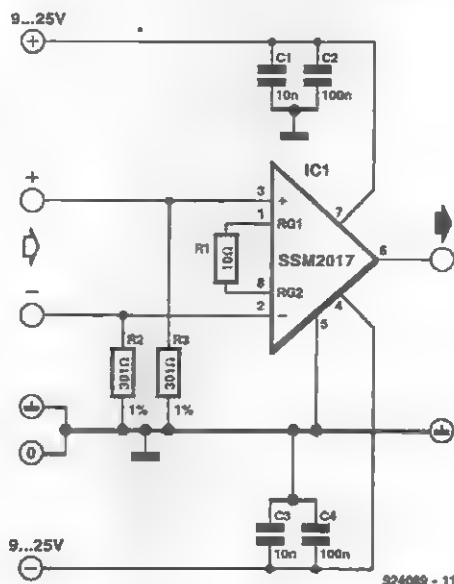 9...25V
C1
C2
10n
100n
IC1
+
3
+
7
1
RG1
R1
10Ω
SSM2017
6
8
RG2
−
2
−
4
5
R2
R3
301Ω
301Ω
1%
1%
0
C3
C4
10n
100n
9...25V
924089 - 11